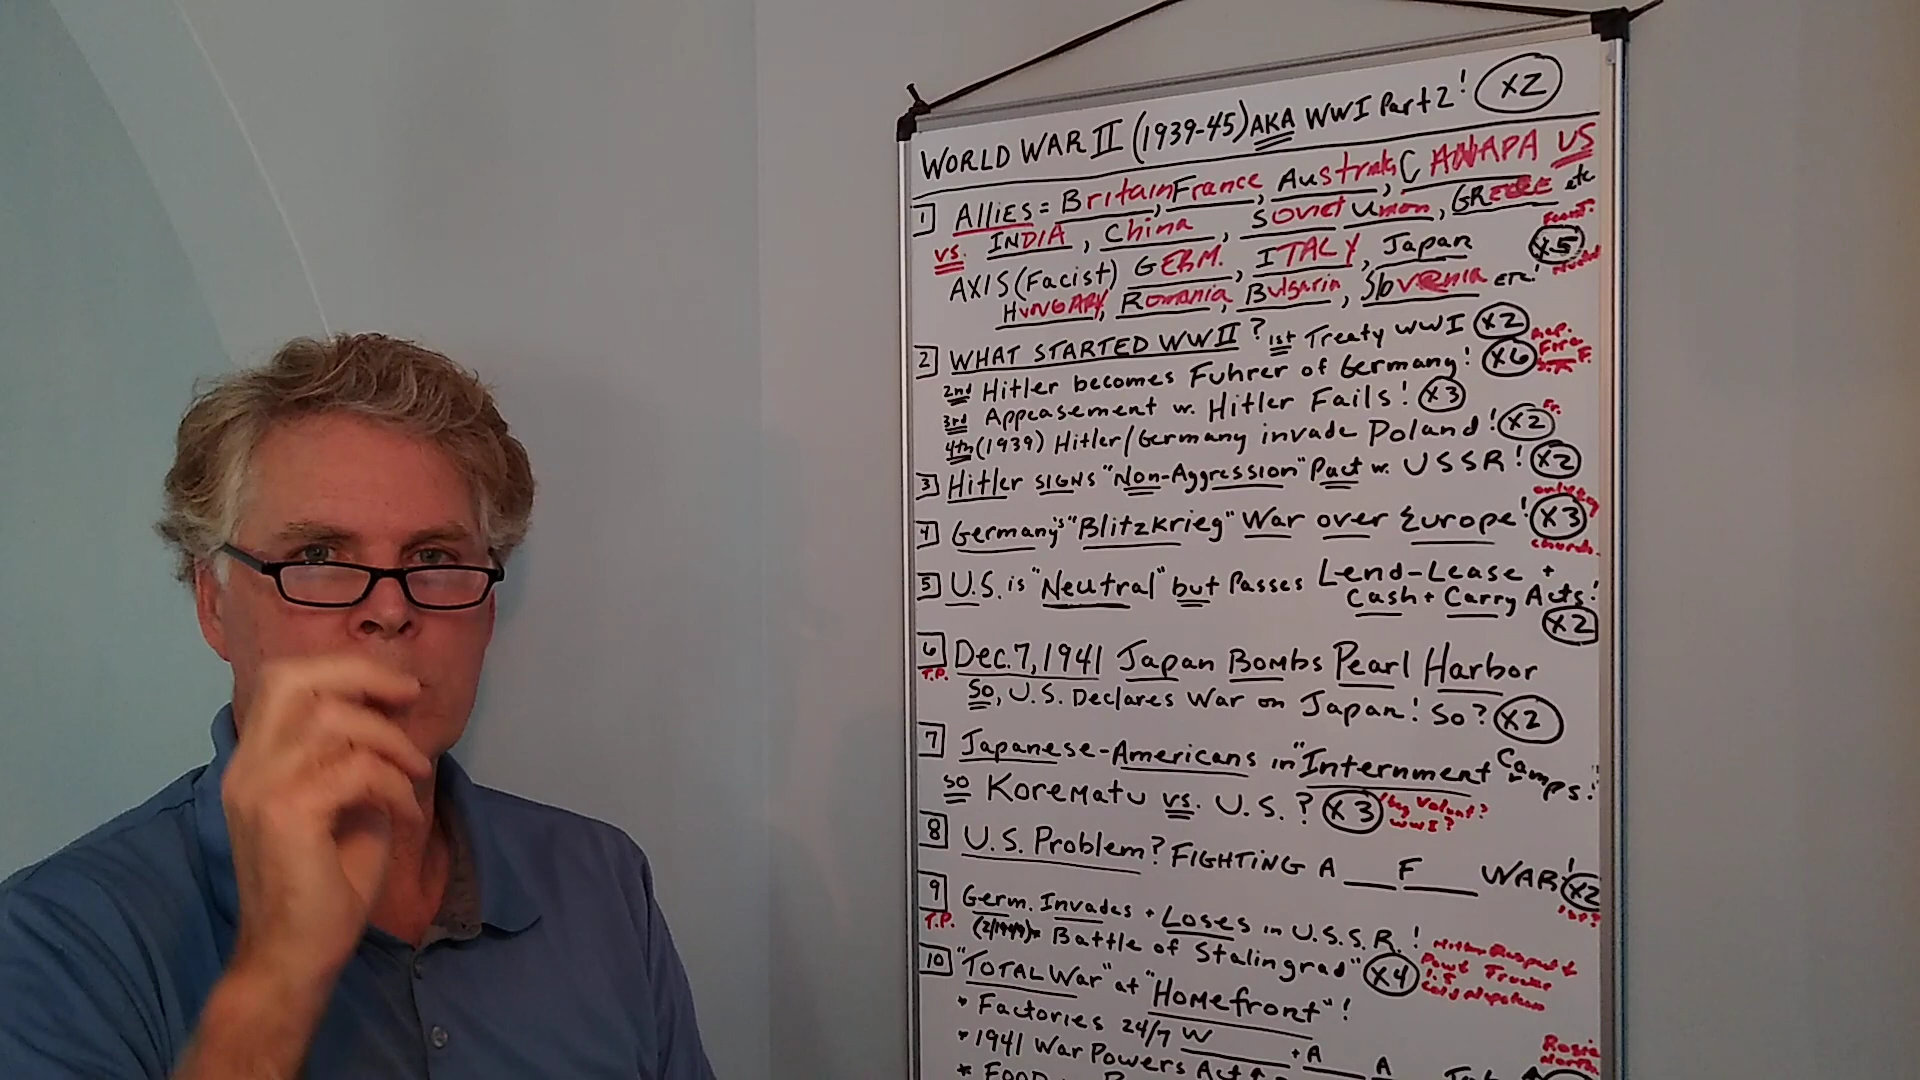 WORLD WAR II (1939-45) AKA WWI Part 2! X2
1 Allies = Britain, France, Australia, CANAPA VS
vs. INDIA, China, Soviet Union, GREECE etc
AXIS (Facist) GERM., ITALY, Japan X5
HUNGARY, Romania, Bulgaria, Slovenia etc!
2 WHAT STARTED WWII? 1st Treaty WWI X2
2nd Hitler becomes Fuhrer of Germany! X6
3rd Appeasement w. Hitler Fails! X3
4th (1939) Hitler/Germany invade Poland! X2
3 Hitler SIGNS "Non-Aggression" Pact w. USSR! X2
4 Germany's "Blitzkrieg" War over Europe! X3
5 U.S. is "Neutral" but Passes Lend-Lease +
Cash + Carry Acts!
X2
6 Dec. 7, 1941 Japan Bombs Pearl Harbor
T.P.
So, U.S. Declares War on Japan! So? X2
7 Japanese-Americans in "Internment Camps!
so Korematu vs. U.S.? X3
WWI?
8 U.S. Problem? FIGHTING A F WAR! X2
9 Germ. Invades + Loses in U.S.S.R.!
T.P. Battle of Stalingrad" X4
10 "TOTAL War" at "Homefront"!
* Factories 24/7 W + A
* 1941 War Powers Act A
* Food